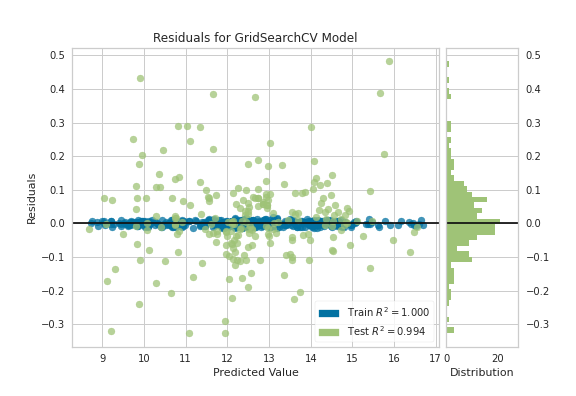 Residuals for GridSearchCV Model
0.5
0.4
0.3
0.2
0.1
0.0
−0.1
−0.2
−0.3
Residuals
9 10 11 12 13 14 15 16 17
Predicted Value
Train R² = 1.000
Test R² = 0.994
0.5
0.4
0.3
0.2
0.1
0.0
−0.1
−0.2
−0.3
0 20
Distribution